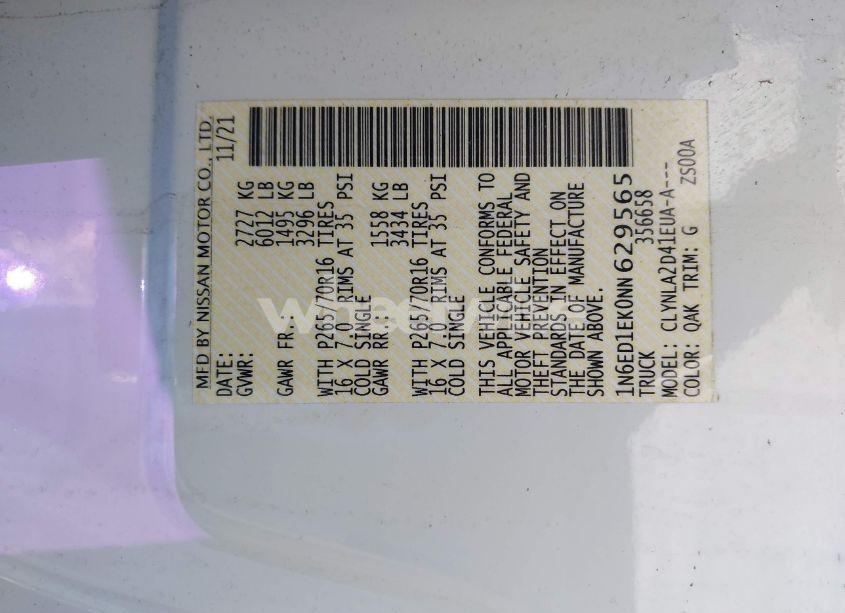 MFD BY NISSAN MOTOR CO., LTD.
DATE: 11/21
GVWR: 2727 KG
6012 LB
GAWR FR.: 1495 KG
3296 LB
WITH P265/70R16 TIRES
16 X 7.0 RIMS AT 35 PSI
COLD SINGLE
GAWR RR.: 1558 KG
3434 LB
WITH P265/70R16 TIRES
16 X 7.0 RIMS AT 35 PSI
COLD SINGLE
THIS VEHICLE CONFORMS TO
ALL APPLICABLE FEDERAL
MOTOR VEHICLE SAFETY AND
THEFT PREVENTION
STANDARDS IN EFFECT ON
THE DATE OF MANUFACTURE
SHOWN ABOVE.
1N6ED1EK0NN629565
TRUCK 356658
MODEL: CLYNLA2D41EUA-A---
COLOR: QAK TRIM: G ZS00A